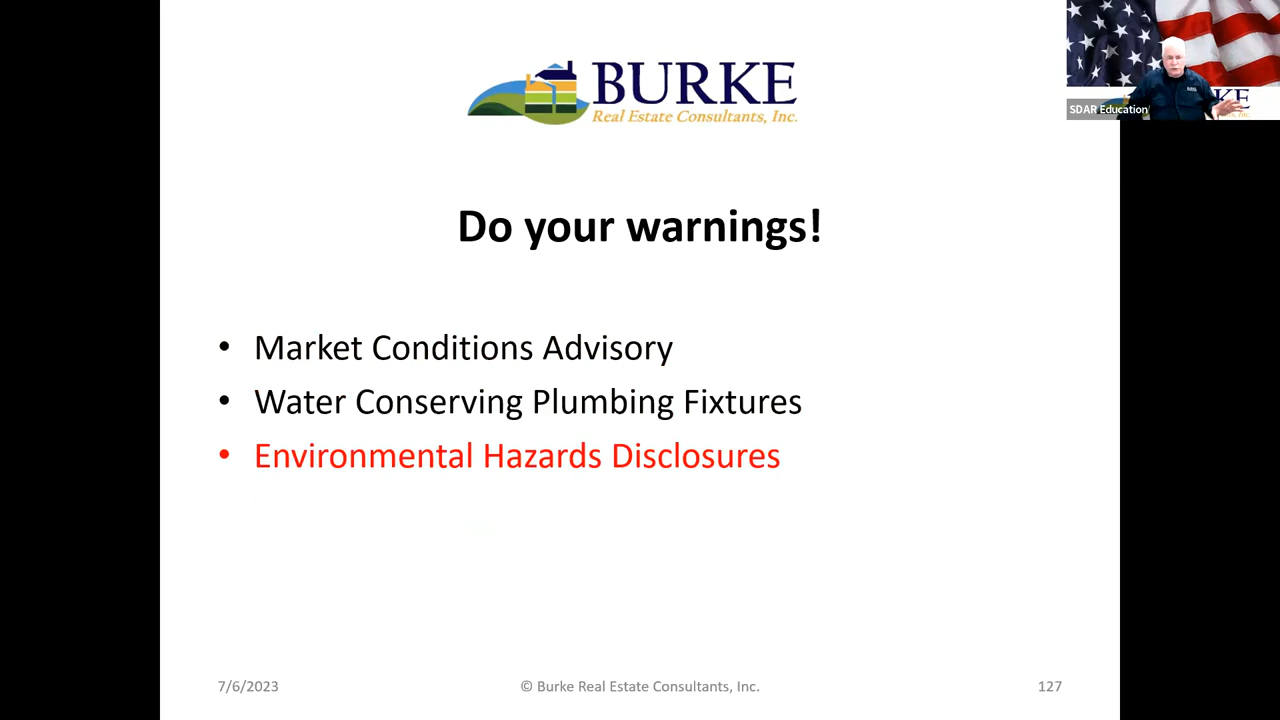 BURKE
Real Estate Consultants, Inc.
SDAR Education
Do your warnings!
• Market Conditions Advisory
• Water Conserving Plumbing Fixtures
• Environmental Hazards Disclosures
7/6/2023
© Burke Real Estate Consultants, Inc.
127